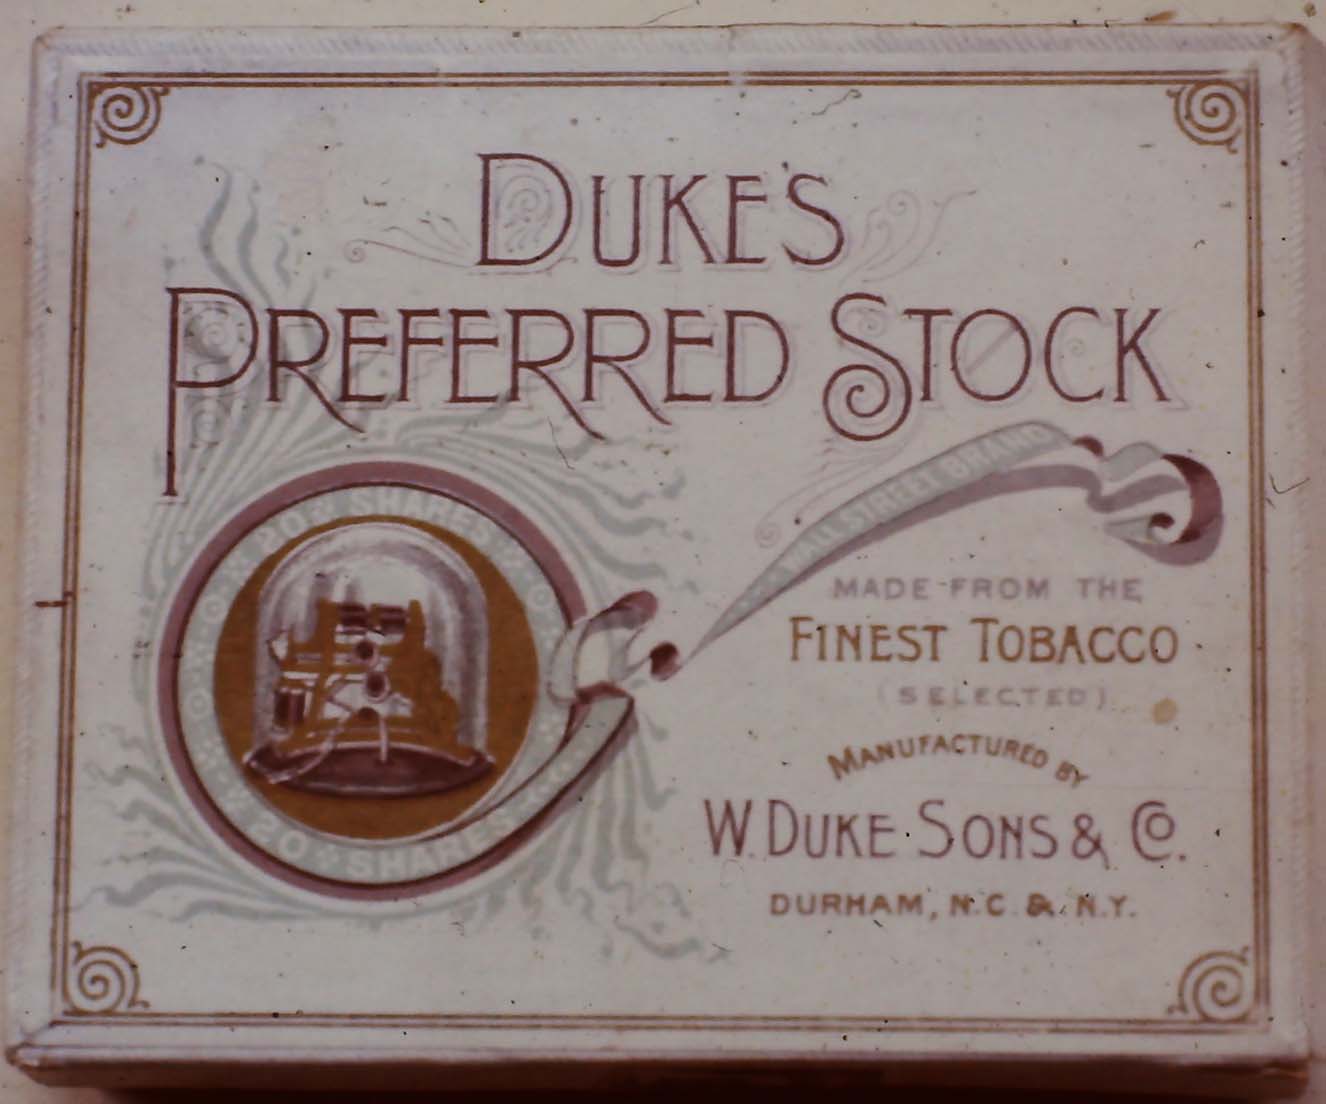 DUKE'S
PREFERRED STOCK
20 SHARES
20 SHARES
WALL STREET BRAND
MADE FROM THE
FINEST TOBACCO
(SELECTED)
MANUFACTURED BY
W. DUKE. SONS & CO.
DURHAM, N.C. & N.Y.